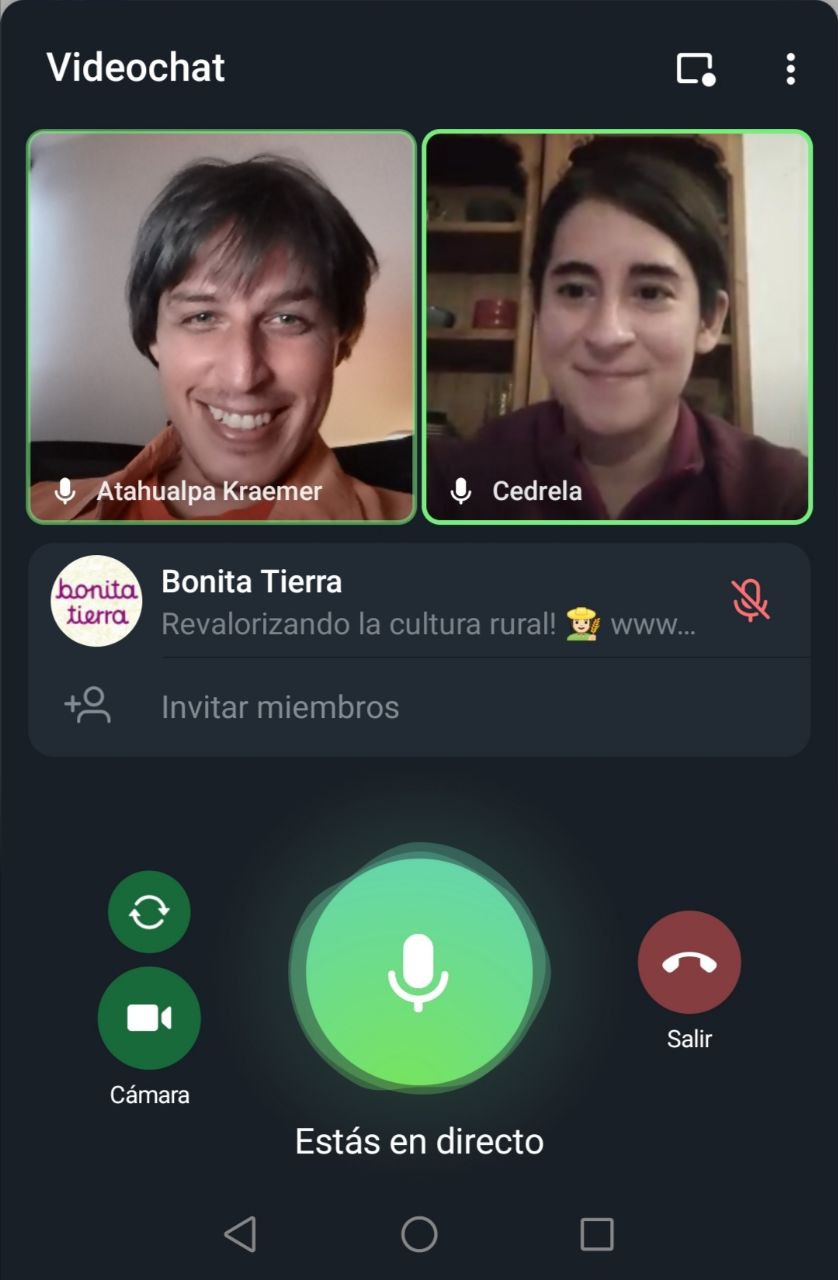 Videochat
Atahualpa Kraemer
Cedrela
bonita
tierra
Bonita Tierra
Revalorizando la cultura rural! 👩🏻‍🌾 www...
Invitar miembros
Cámara
Salir
Estás en directo